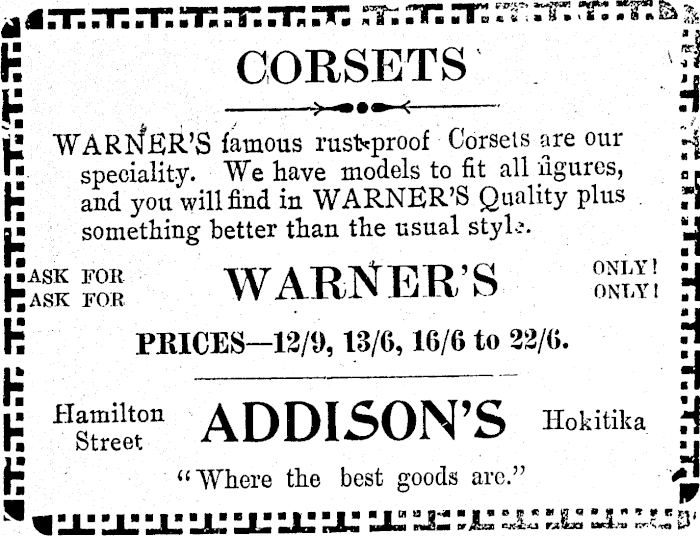 CORSETS
WARNER'S famous rust-proof Corsets are our
speciality. We have models to fit all figures,
and you will find in WARNER'S Quality plus
something better than the usual style.
ASK FOR WARNER'S ONLY!
ASK FOR ONLY!
PRICES—12/9, 13/6, 16/6 to 22/6.
Hamilton Street ADDISON'S Hokitika
"Where the best goods are."